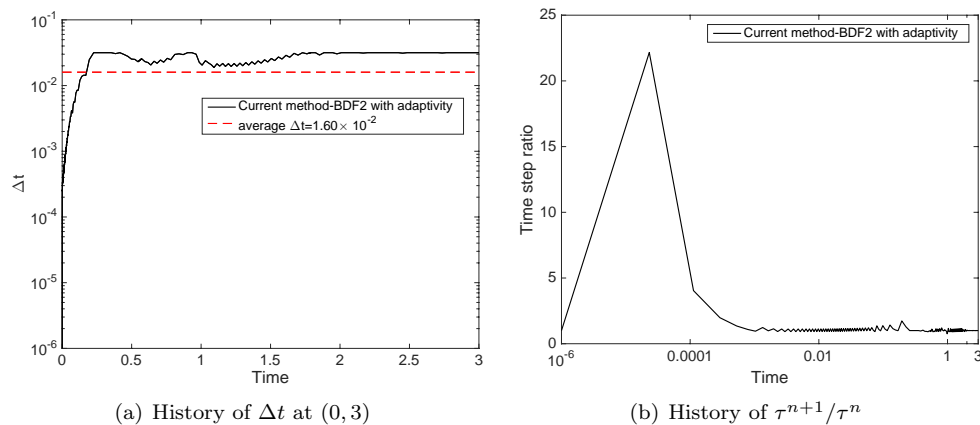 10^-1
10^-2
10^-3
10^-4
10^-5
10^-6
Δt
0 0.5 1 1.5 2 2.5 3
Time
Current method-BDF2 with adaptivity
average Δt=1.60× 10^-2
(a) History of Δt at (0, 3)
25
20
15
10
5
0
Time step ratio
10^-6 0.0001 0.01 1 3
Time
Current method-BDF2 with adaptivity
(b) History of τ^{n+1}/τ^n